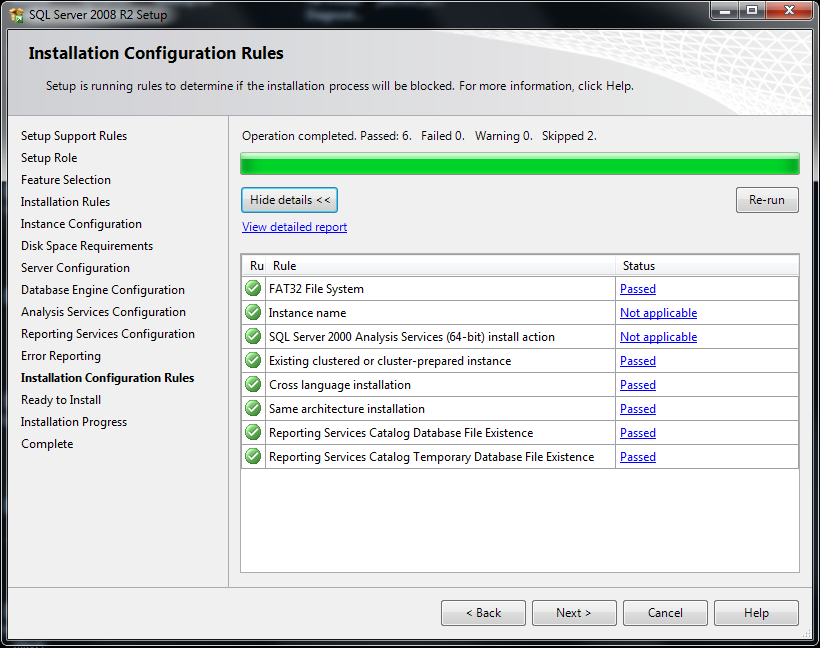 SQL Server 2008 R2 Setup
Installation Configuration Rules
Setup is running rules to determine if the installation process will be blocked. For more information, click Help.
Setup Support Rules
Setup Role
Feature Selection
Installation Rules
Instance Configuration
Disk Space Requirements
Server Configuration
Database Engine Configuration
Analysis Services Configuration
Reporting Services Configuration
Error Reporting
Installation Configuration Rules
Ready to Install
Installation Progress
Complete
Operation completed. Passed: 6. Failed 0. Warning 0. Skipped 2.
Hide details << Re-run
View detailed report
Ru Rule Status
FAT32 File System Passed
Instance name Not applicable
SQL Server 2000 Analysis Services (64-bit) install action Not applicable
Existing clustered or cluster-prepared instance Passed
Cross language installation Passed
Same architecture installation Passed
Reporting Services Catalog Database File Existence Passed
Reporting Services Catalog Temporary Database File Existence Passed
< Back Next > Cancel Help